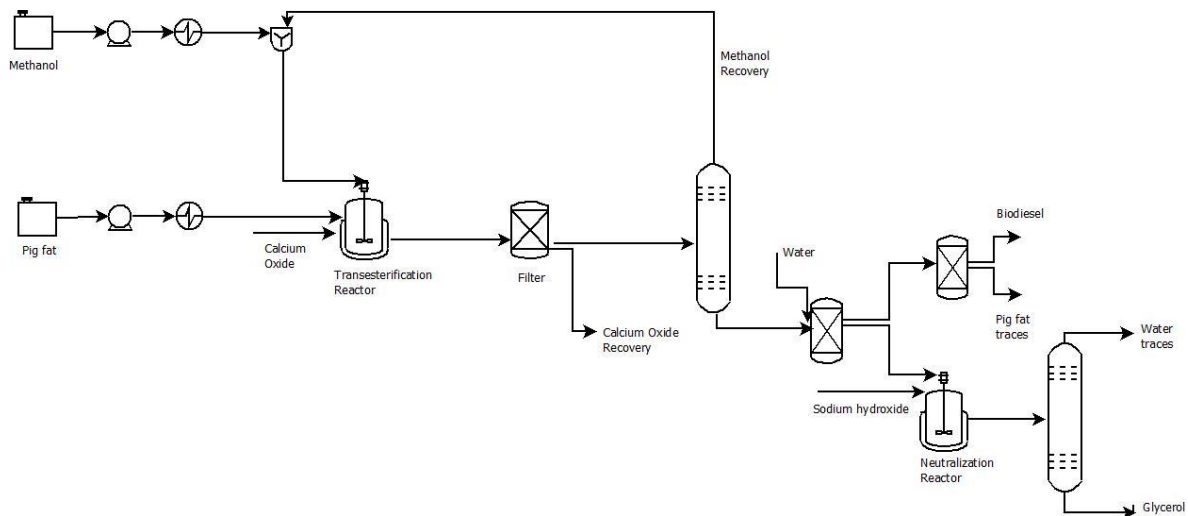 Methanol
Methanol
Recovery
Pig fat
Calcium
Oxide
Transesterification
Reactor
Filter
Calcium Oxide
Recovery
Water
Biodiesel
Pig fat
traces
Water
traces
Sodium hydroxide
Neutralization
Reactor
Glycerol